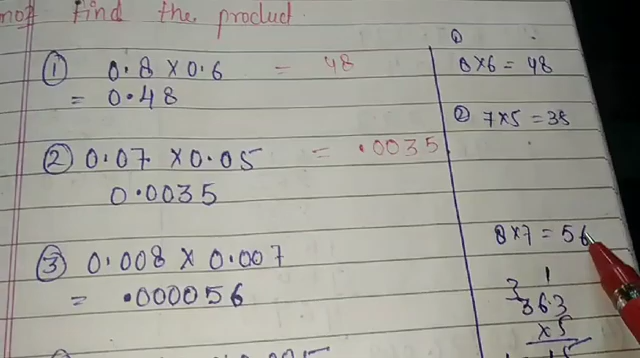 find the product
① 0.8 × 0.6 = 48
= 0.48
② 0.07 × 0.05 = .0035
0.0035
③ 0.008 × 0.007
= .000056
①
8×6 = 48
② 7×5 = 35
8×7 = 56
3 1
363
×5